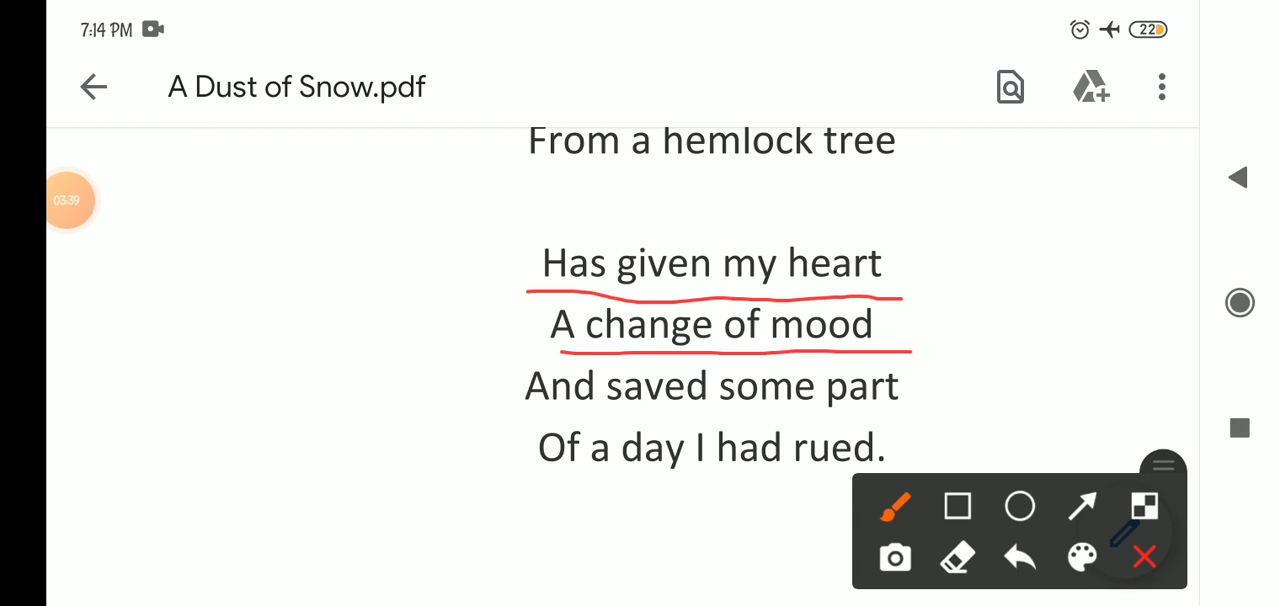 7:14 PM
22
A Dust of Snow.pdf
From a hemlock tree
03:39
Has given my heart
A change of mood
And saved some part
Of a day I had rued.